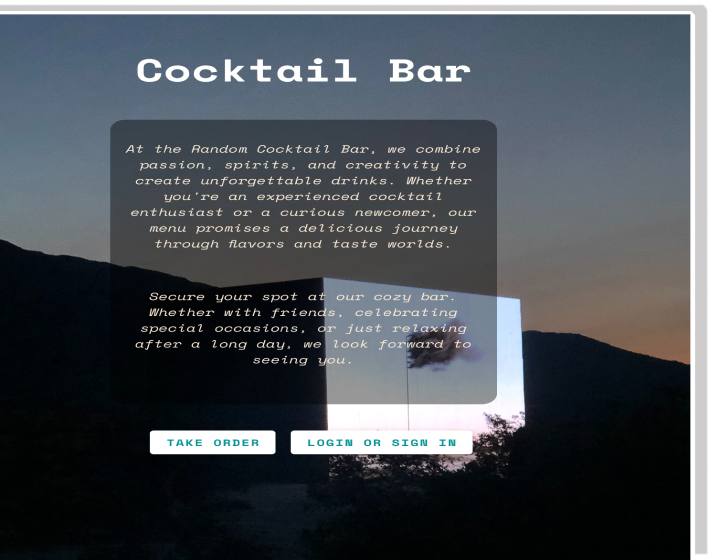 Cocktail Bar
At the Random Cocktail Bar, we combine
passion, spirits, and creativity to
create unforgettable drinks. Whether
you're an experienced cocktail
enthusiast or a curious newcomer, our
menu promises a delicious journey
through flavors and taste worlds.
Secure your spot at our cozy bar.
Whether with friends, celebrating
special occasions, or just relaxing
after a long day, we look forward to
seeing you.
TAKE ORDER
LOGIN OR SIGN IN